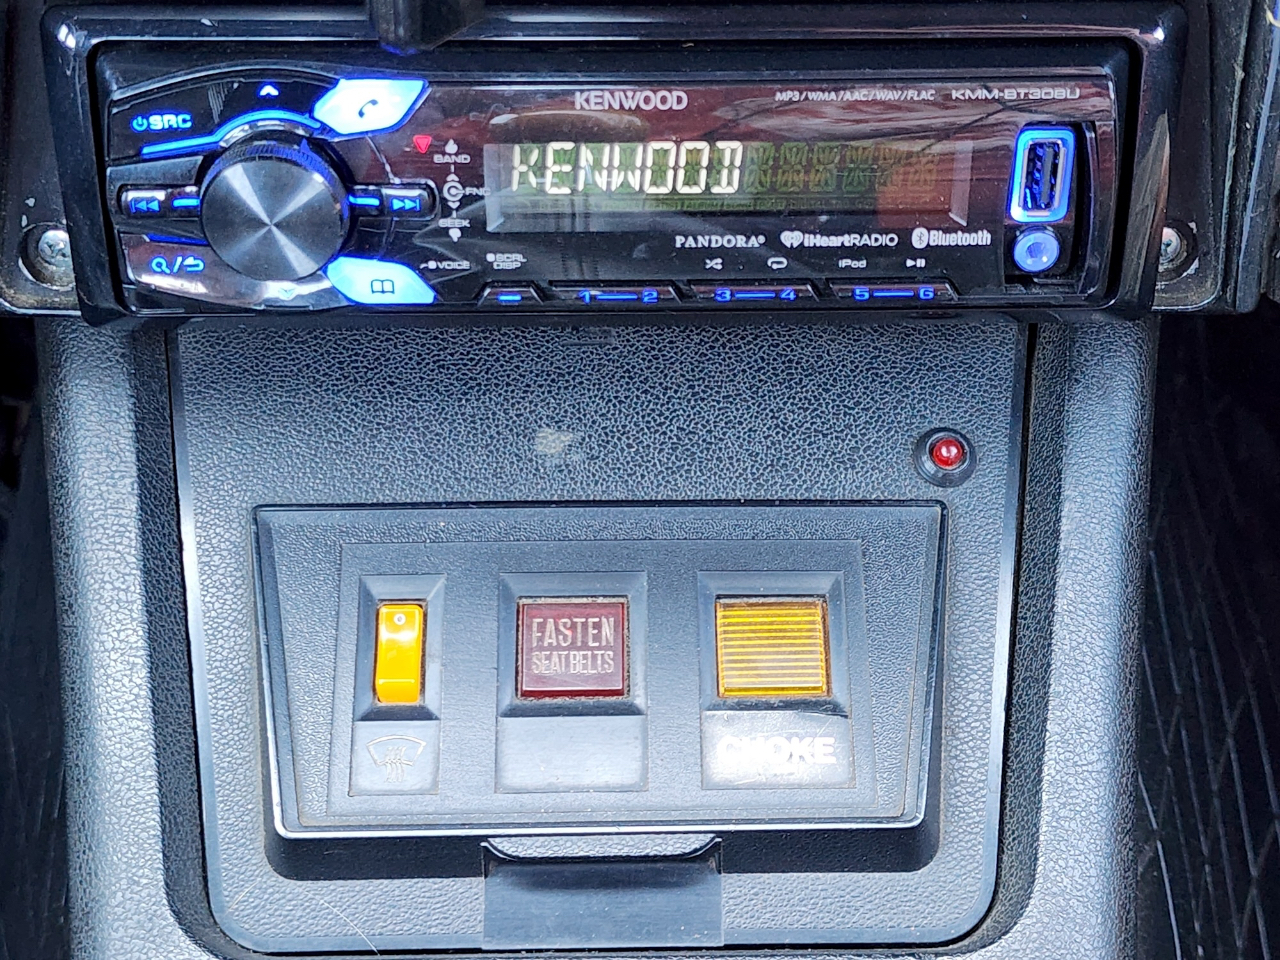 KENWOOD
MP3/WMA/AAC/WAV/FLAC KMM-BT308U
SRC
BAND
KENWOOD
FNC
SEEK
PANDORA® iHeartRADIO Bluetooth
VOICE
SCRL
DISP
iPod
1 2 3 4 5 6
FASTEN
SEAT BELTS
CHOKE